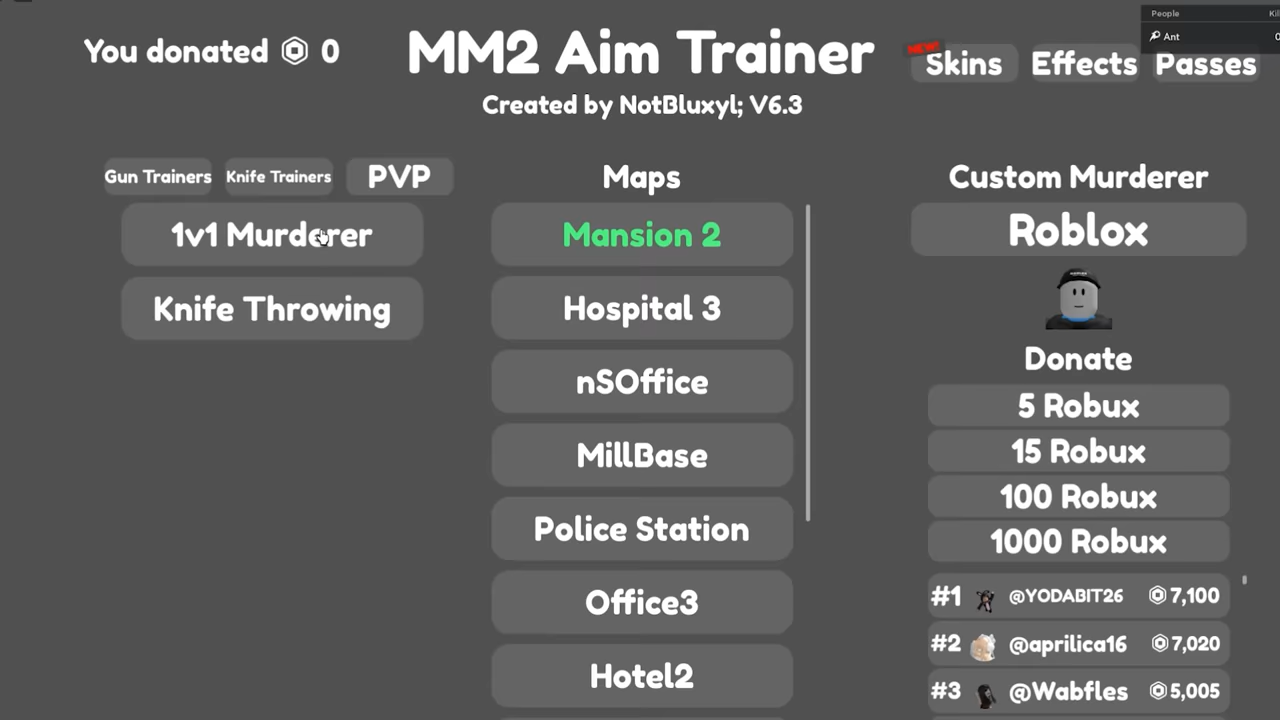 You donated 0
MM2 Aim Trainer
Created by NotBluxyl; V6.3
NEW
Skins
Effects
Passes
People
Ant
0
Gun Trainers
Knife Trainers
PVP
1v1 Murderer
Knife Throwing
Maps
Mansion 2
Hospital 3
nSOffice
MillBase
Police Station
Office3
Hotel2
Custom Murderer
Roblox
Donate
5 Robux
15 Robux
100 Robux
1000 Robux
#1 @YODABIT26 7,100
#2 @aprilica16 7,020
#3 @Wabfles 5,005